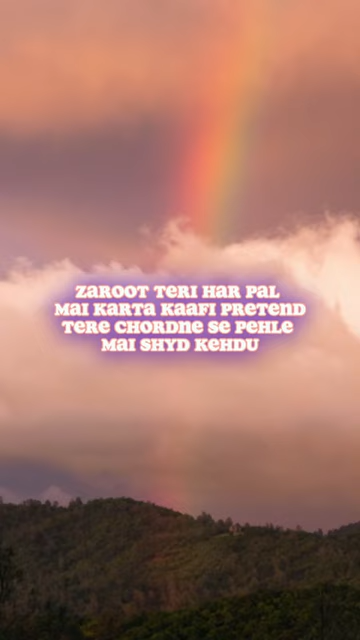 ZAROOT TERI HAR PAL
MAI KARTA KAAFI PRETEND
TERE CHORDNE SE PEHLE
MAI SHYD KEHDU